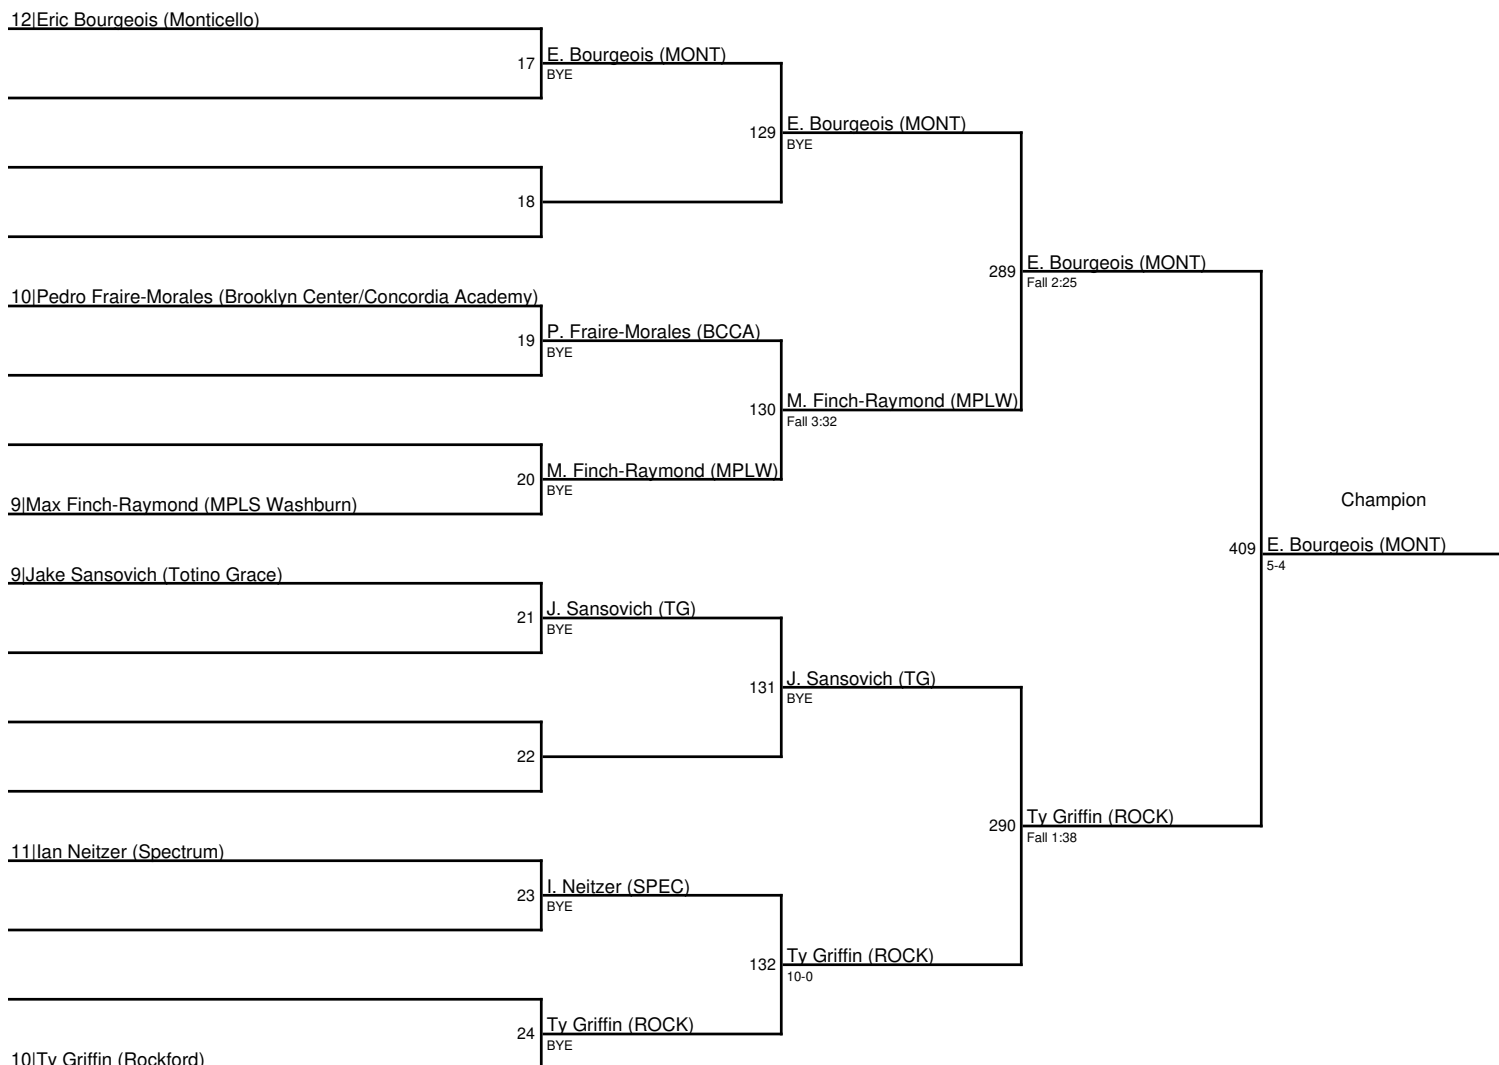 12|Eric Bourgeois (Monticello)
17
E. Bourgeois (MONT)
BYE
129
E. Bourgeois (MONT)
BYE
18
289
E. Bourgeois (MONT)
Fall 2:25
10|Pedro Fraire-Morales (Brooklyn Center/Concordia Academy)
19
P. Fraire-Morales (BCCA)
BYE
130
M. Finch-Raymond (MPLW)
Fall 3:32
20
M. Finch-Raymond (MPLW)
BYE
9|Max Finch-Raymond (MPLS Washburn)
Champion
409
E. Bourgeois (MONT)
5-4
9|Jake Sansovich (Totino Grace)
21
J. Sansovich (TG)
BYE
131
J. Sansovich (TG)
BYE
22
290
Ty Griffin (ROCK)
Fall 1:38
11|Ian Neitzer (Spectrum)
23
I. Neitzer (SPEC)
BYE
132
Ty Griffin (ROCK)
10-0
24
Ty Griffin (ROCK)
BYE
10|Ty Griffin (Rockford)